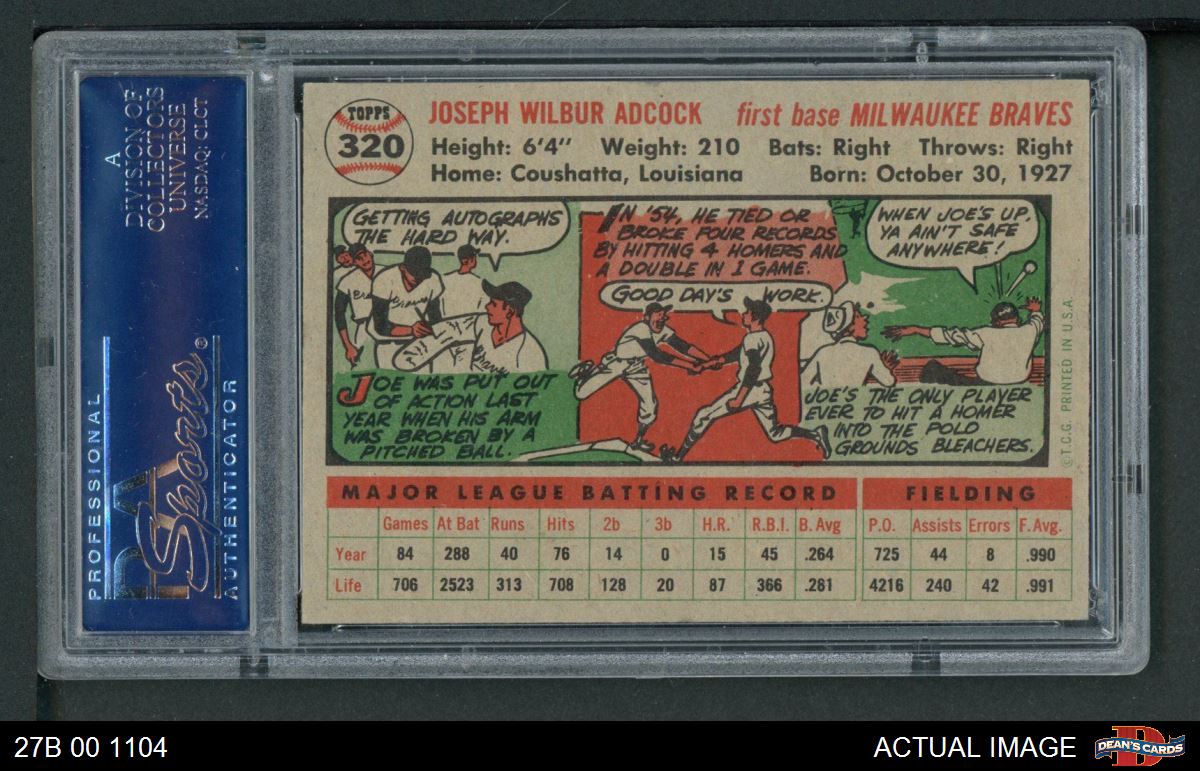 A
DIVISION OF
COLLECTORS
UNIVERSE
NASDAQ: CLCT
PROFESSIONAL
PSA
Sports®
AUTHENTICATOR
TOPPS
320
JOSEPH WILBUR ADCOCK first base MILWAUKEE BRAVES
Height: 6'4" Weight: 210 Bats: Right Throws: Right
Home: Coushatta, Louisiana Born: October 30, 1927
GETTING AUTOGRAPHS
THE HARD WAY.
Braves
JOE WAS PUT OUT
OF ACTION LAST
YEAR WHEN HIS ARM
WAS BROKEN BY A
PITCHED BALL.
IN '54, HE TIED OR
BROKE FOUR RECORDS
BY HITTING 4 HOMERS AND
A DOUBLE IN 1 GAME.
GOOD DAY'S WORK.
WHEN JOE'S UP,
YA AIN'T SAFE
ANYWHERE!
JOE'S THE ONLY PLAYER
EVER TO HIT A HOMER
INTO THE POLO
GROUNDS BLEACHERS.
©T.C.G. PRINTED IN U.S.A.
MAJOR LEAGUE BATTING RECORD FIELDING
Games At Bat Runs Hits 2b 3b H.R. R.B.I. B. Avg P.O. Assists Errors F. Avg.
Year 84 288 40 76 14 0 15 45 .264 725 44 8 .990
Life 706 2523 313 708 128 20 87 366 .281 4216 240 42 .991
27B 00 1104 ACTUAL IMAGE
D
DEAN'S CARDS